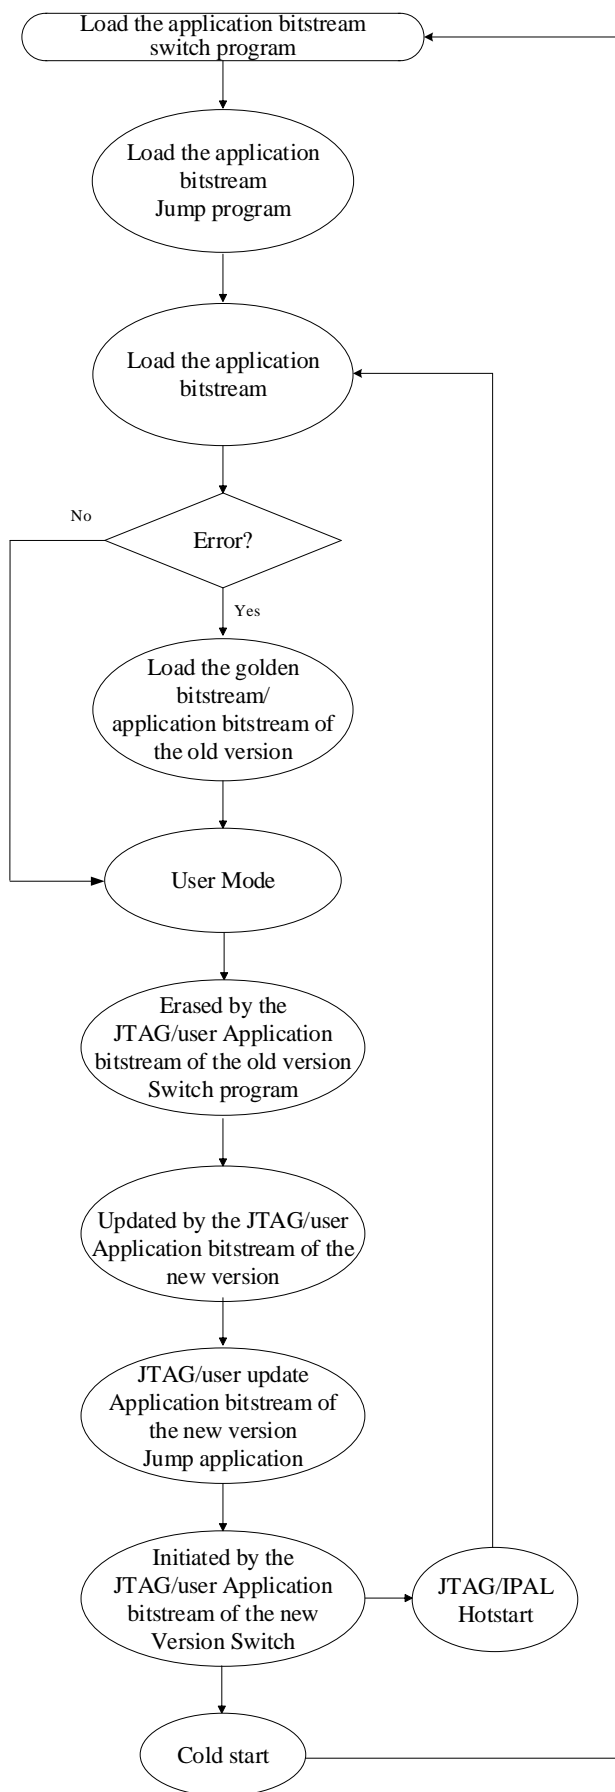 Load the application bitstream
switch program
Load the application
bitstream
Jump program
Load the application
bitstream
No
Error?
Yes
Load the golden
bitstream/
application bitstream of
the old version
User Mode
Erased by the
JTAG/user Application
bitstream of the old version
Switch program
Updated by the JTAG/user
Application bitstream of the
new version
JTAG/user update
Application bitstream of
the new version
Jump application
Initiated by the
JTAG/user Application
bitstream of the new
Version Switch
JTAG/IPAL
Hotstart
Cold start